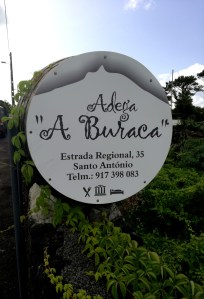 Adega
"A Buraca"
Estrada Regional, 35
Santo António
Telm.: 917 398 083